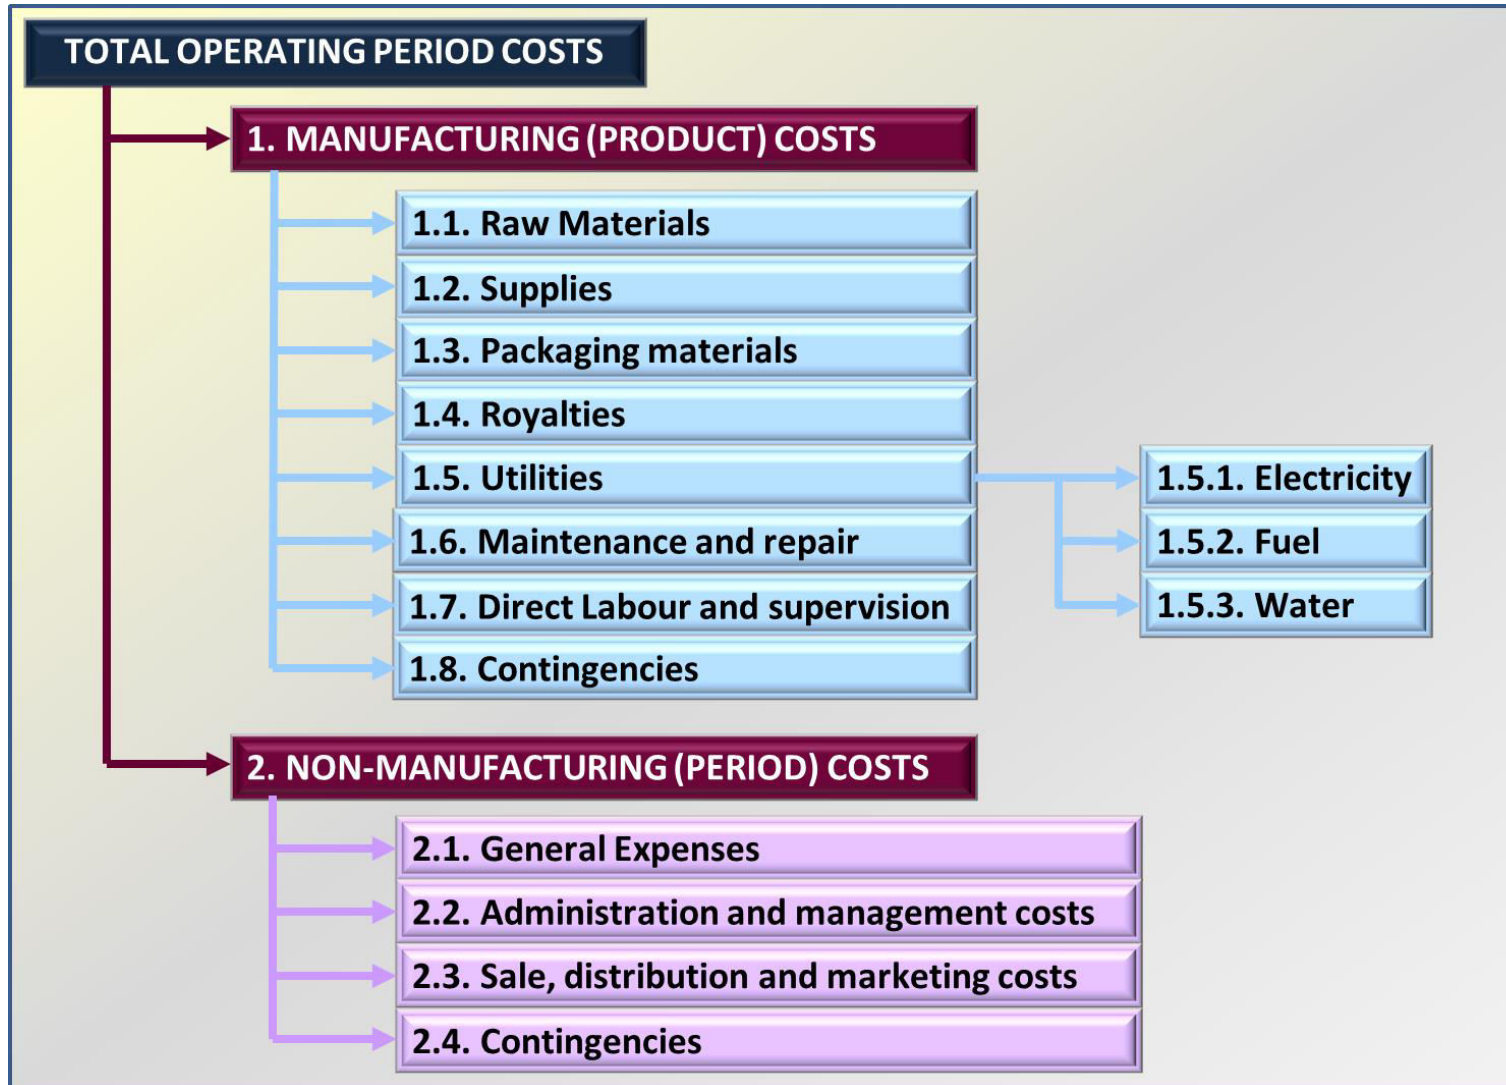 TOTAL OPERATING PERIOD COSTS
1. MANUFACTURING (PRODUCT) COSTS
1.1. Raw Materials
1.2. Supplies
1.3. Packaging materials
1.4. Royalties
1.5. Utilities
1.5.1. Electricity
1.5.2. Fuel
1.5.3. Water
1.6. Maintenance and repair
1.7. Direct Labour and supervision
1.8. Contingencies
2. NON-MANUFACTURING (PERIOD) COSTS
2.1. General Expenses
2.2. Administration and management costs
2.3. Sale, distribution and marketing costs
2.4. Contingencies